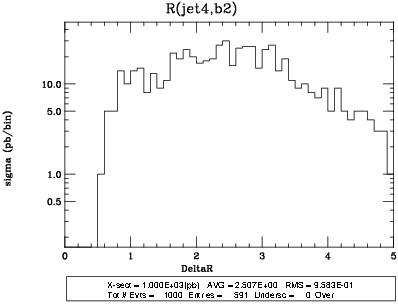 R(jet4,b2)
sigma (pb/bin)
10.0
5.0
1.0
0.5
0 1 2 3 4 5
DeltaR
X-sect = 1.000E+03(pb) AVG = 2.507E+00 RMS = 9.583E-01
Tot # Evts = 1000 Entries = 591 Undersc = 0 Over